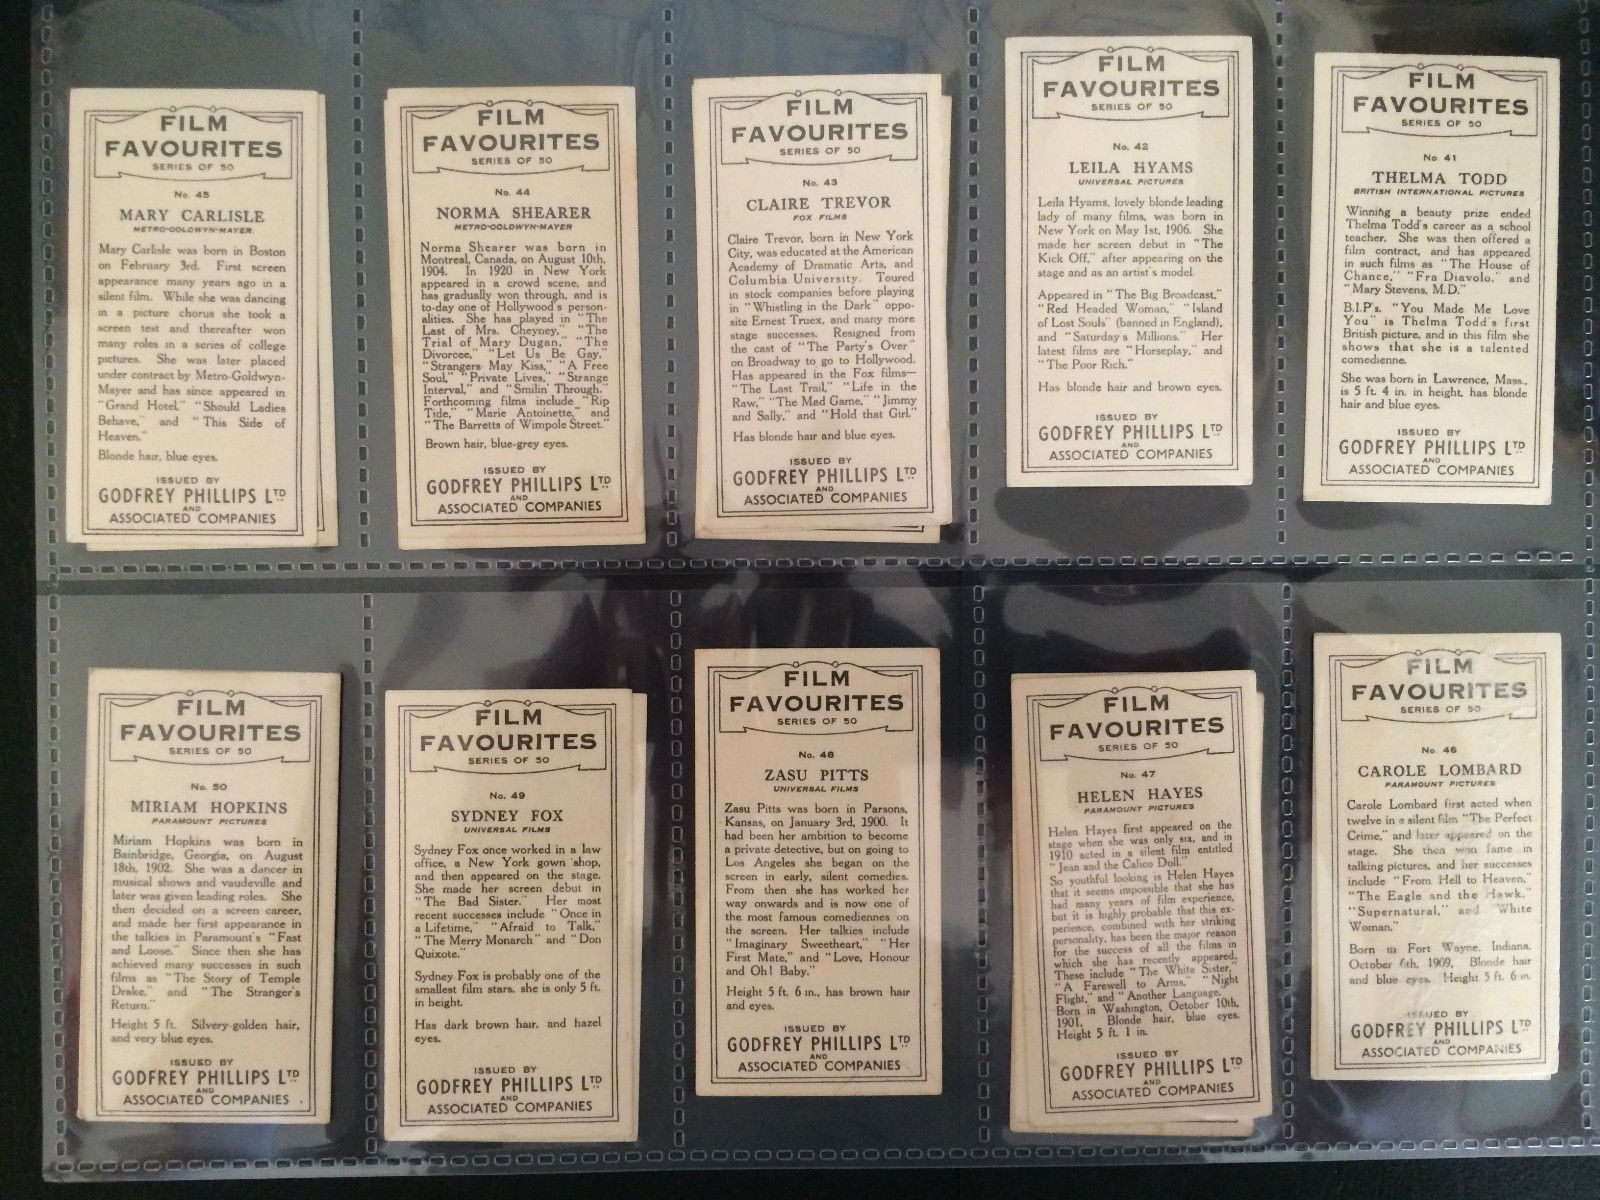 FILM
FAVOURITES
SERIES OF 50
No. 45
MARY CARLISLE
METRO-GOLDWYN-MAYER.
Mary Carlisle was born in Boston
on February 3rd. First screen
appearance many years ago in a
silent film. While she was dancing
in a picture chorus she took a
screen test and thereafter won
many roles in a series of college
pictures. She was later placed
under contract by Metro-Goldwyn-
Mayer and has since appeared in
"Grand Hotel," "Should Ladies
Behave," and "This Side of
Heaven."
Blonde hair, blue eyes.
ISSUED BY
GODFREY PHILLIPS LTD
AND
ASSOCIATED COMPANIES
FILM
FAVOURITES
SERIES OF 50
No. 44
NORMA SHEARER
METRO-GOLDWYN-MAYER
Norma Shearer was born in
Montreal, Canada, on August 10th,
1904. In 1920 in New York
appeared in a crowd scene, and
has gradually won through, and is
to-day one of Hollywood's person-
alities. She has played in "The
Last of Mrs. Cheyney," "The
Trial of Mary Dugan," "The
Divorcee," "Let Us Be Gay,"
"Strangers May Kiss," "A Free
Soul," "Private Lives," "Strange
Interval," and "Smilin' Through."
Forthcoming films include "Rip
Tide," "Marie Antoinette," and
"The Barretts of Wimpole Street."
Brown hair, blue-grey eyes.
ISSUED BY
GODFREY PHILLIPS LTD
AND
ASSOCIATED COMPANIES
FILM
FAVOURITES
SERIES OF 50
No. 43
CLAIRE TREVOR
FOX FILMS
Claire Trevor, born in New York
City, was educated at the American
Academy of Dramatic Arts, and
Columbia University. Toured
in stock companies before playing
in "Whistling in the Dark" oppo-
site Ernest Truex, and many more
stage successes. Resigned from
the cast of "The Party's Over"
on Broadway to go to Hollywood.
Has appeared in the Fox films—
"The Last Trail," "Life in the
Raw," "The Mad Game," "Jimmy
and Sally," and "Hold that Girl."
Has blonde hair and blue eyes.
ISSUED BY
GODFREY PHILLIPS LTD
AND
ASSOCIATED COMPANIES
FILM
FAVOURITES
SERIES OF 50
No. 42
LEILA HYAMS
UNIVERSAL PICTURES
Leila Hyams, lovely blonde leading
lady of many films, was born in
New York on May 1st, 1906. She
made her screen debut in "The
Kick Off," after appearing on the
stage and as an artist's model.
Appeared in "The Big Broadcast,"
"Red Headed Woman," "Island
of Lost Souls" (banned in England),
and "Saturday's Millions." Her
latest films are "Horseplay," and
"The Poor Rich."
Has blonde hair and brown eyes.
ISSUED BY
GODFREY PHILLIPS LTD
AND
ASSOCIATED COMPANIES
FILM
FAVOURITES
SERIES OF 50
No. 41
THELMA TODD
BRITISH INTERNATIONAL PICTURES
Winning a beauty prize ended
Thelma Todd's career as a school
teacher. She was then offered a
film contract, and has appeared
in such films as "The House of
Chance," "Fra Diavolo," and
"Mary Stevens, M.D."
B.I.P's. "You Made Me Love
You" is Thelma Todd's first
British picture, and in this film she
shows that she is a talented
comedienne.
She was born in Lawrence, Mass.,
is 5 ft. 4 in. in height, has blonde
hair and blue eyes.
ISSUED BY
GODFREY PHILLIPS LTD
AND
ASSOCIATED COMPANIES
FILM
FAVOURITES
SERIES OF 50
No. 50
MIRIAM HOPKINS
PARAMOUNT PICTURES
Miriam Hopkins was born in
Bainbridge, Georgia, on August
18th, 1902. She was a dancer in
musical shows and vaudeville and
later was given leading roles. She
then decided on a screen career,
and made her first appearance in
the talkies in Paramount's "Fast
and Loose." Since then she has
achieved many successes in such
films as "The Story of Temple
Drake," and "The Stranger's
Return."
Height 5 ft. Silvery-golden hair,
and very blue eyes.
ISSUED BY
GODFREY PHILLIPS LTD
AND
ASSOCIATED COMPANIES
FILM
FAVOURITES
SERIES OF 50
No. 49
SYDNEY FOX
UNIVERSAL FILMS
Sydney Fox once worked in a law
office, a New York gown shop,
and then appeared on the stage.
She made her screen debut in
"The Bad Sister." Her most
recent successes include "Once in
a Lifetime," "Afraid to Talk,"
"The Merry Monarch" and "Don
Quixote."
Sydney Fox is probably one of the
smallest film stars, she is only 5 ft.
in height.
Has dark brown hair, and hazel
eyes.
ISSUED BY
GODFREY PHILLIPS LTD
AND
ASSOCIATED COMPANIES
FILM
FAVOURITES
SERIES OF 50
No. 48
ZASU PITTS
UNIVERSAL FILMS
Zasu Pitts was born in Parsons,
Kansas, on January 3rd, 1900. It
had been her ambition to become
a private detective, but on going to
Los Angeles she began on the
screen in early, silent comedies.
From then she has worked her
way onwards and is now one of
the most famous comediennes on
the screen. Her talkies include
"Imaginary Sweetheart," "Her
First Mate," and "Love, Honour
and Oh! Baby."
Height 5 ft. 6 in., has brown hair
and eyes.
ISSUED BY
GODFREY PHILLIPS LTD
AND
ASSOCIATED COMPANIES
FILM
FAVOURITES
SERIES OF 50
No. 47
HELEN HAYES
PARAMOUNT PICTURES
Helen Hayes first appeared on the
stage when she was only six, and in
1910 acted in a silent film entitled
"Jean and the Calico Doll."
So youthful looking is Helen Hayes
that it seems impossible that she has
had many years of film experience,
but it is highly probable that this ex-
perience, combined with her striking
personality, has been the major reason
for the success of all the films in
which she has recently appeared.
These include "The White Sister,"
"A Farewell to Arms," "Night
Flight," and "Another Language."
Born in Washington, October 10th,
1901. Blonde hair, blue eyes.
Height 5 ft. 1 in.
ISSUED BY
GODFREY PHILLIPS LTD
AND
ASSOCIATED COMPANIES
FILM
FAVOURITES
SERIES OF 50
No. 46
CAROLE LOMBARD
PARAMOUNT PICTURES
Carole Lombard first acted when
twelve in a silent film "The Perfect
Crime," and later appeared on the
stage. She then won fame in
talking pictures, and her successes
include "From Hell to Heaven,"
"The Eagle and the Hawk,"
"Supernatural," and "White
Woman."
Born in Fort Wayne, Indiana,
October 6th, 1909. Blonde hair
and blue eyes. Height 5 ft. 6 in.
ISSUED BY
GODFREY PHILLIPS LTD
AND
ASSOCIATED COMPANIES